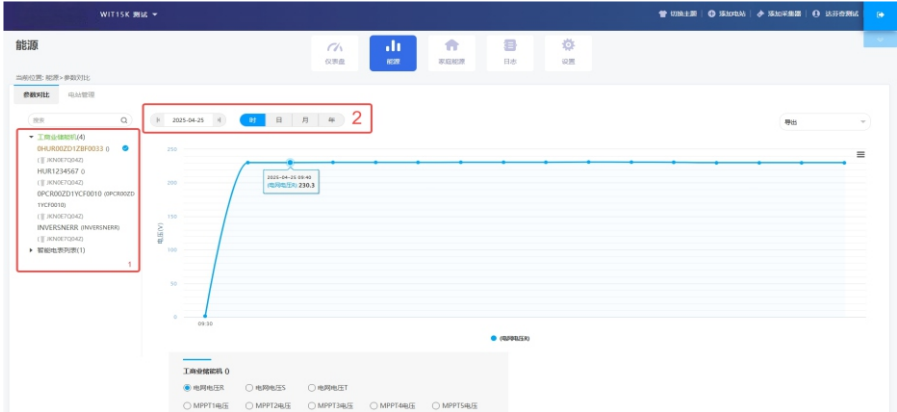 WIT15K 测试
切换主题 添加电站 添加采集器
能源
仪表盘 能源 家庭能源 日志 设置
当前位置: 能源>参数对比
参数对比 电站管理
搜索
2025-04-25 时 日 月 年 2
导出
工商业储能机(4)
0HUR00ZD1ZBF0033 ()
HUR1234567 ()
0PCR00ZD1YCF0010 (0PCR00ZD
1YCF0010)
INVERSNERR (INVERSNERR)
智能电表列表(1)
1
电压(V)
250
200
150
100
50
0
2025-04-25 09:40
(电网电压R) 230.3
09:30
(电网电压R)
工商业储能机 ()
电网电压R 电网电压S 电网电压T
MPPT1电压 MPPT2电压 MPPT3电压 MPPT4电压 MPPT5电压